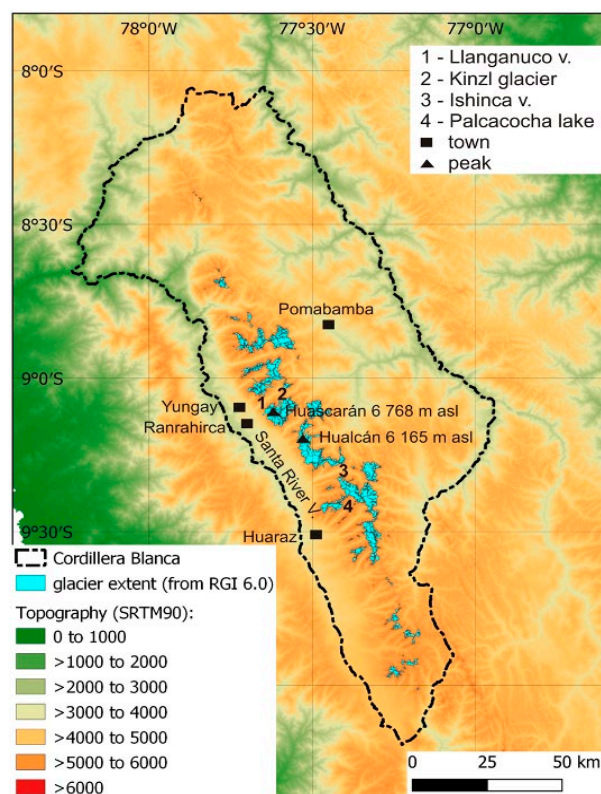 78°0'W 77°30'W 77°0'W
8°0'S
8°30'S
9°0'S
9°30'S
1 - Llanganuco v.
2 - Kinzl glacier
3 - Ishinca v.
4 - Palcacocha lake
town
peak
Pomabamba
2
1
Yungay
Huascarán 6 768 m asl
Ranrahirca
Hualcán 6 165 m asl
Santa River V.
3
4
Huaraz
Cordillera Blanca
glacier extent (from RGI 6.0)
Topography (SRTM90):
0 to 1000
>1000 to 2000
>2000 to 3000
>3000 to 4000
>4000 to 5000
>5000 to 6000
>6000
0 25 50 km